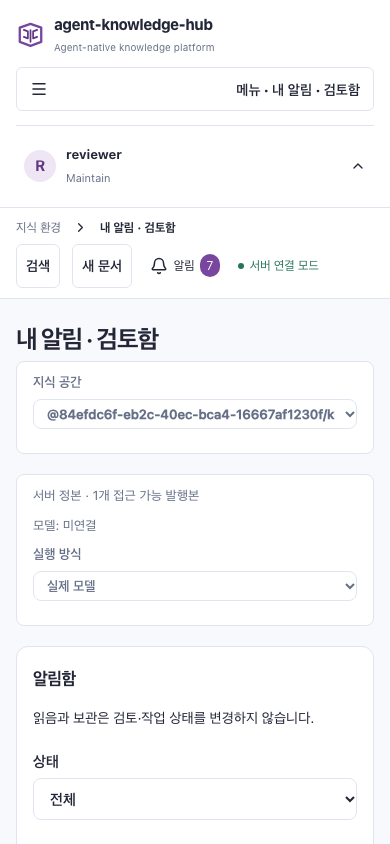 agent-knowledge-hub
Agent-native knowledge platform
메뉴 • 내 알림 • 검토함
R
reviewer
Maintain
지식 환경
내 알림 · 검토함
검색
새 문서
알림
7
서버 연결 모드
내 알림 · 검토함
지식 공간
@84efdc6f-eb2c-40ec-bca4-16667af1230f/k
서버 정본 · 1개 접근 가능 발행본
모델: 미연결
실행 방식
실제 모델
알림함
읽음과 보관은 검토·작업 상태를 변경하지 않습니다.
상태
전체